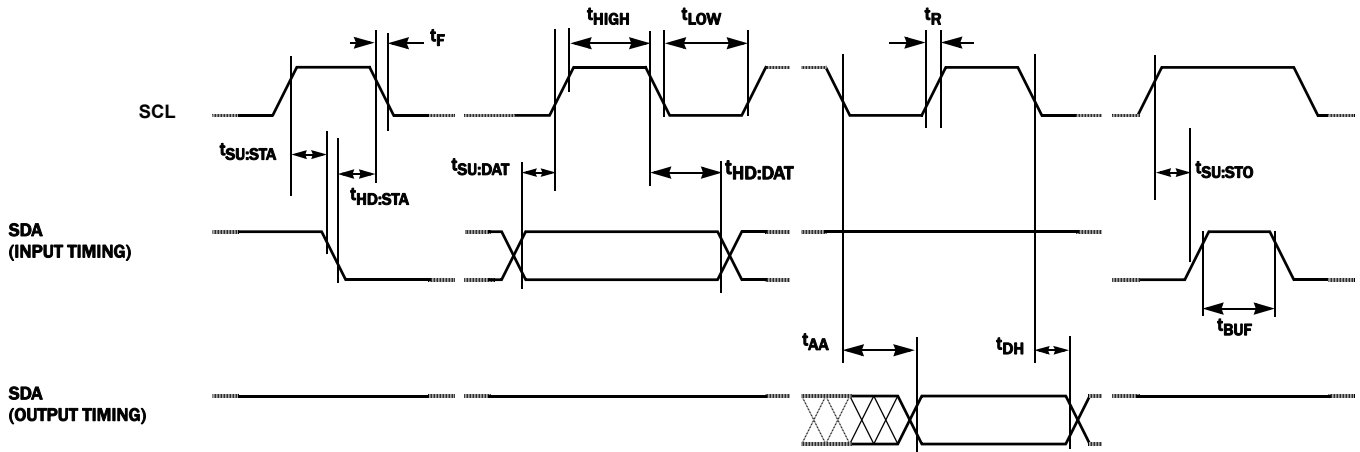 tF
tHIGH
tLOW
tR
SCL
tSU:STA
tHD:STA
tSU:DAT
tHD:DAT
tSU:STO
SDA
(INPUT TIMING)
tBUF
tAA
tDH
SDA
(OUTPUT TIMING)